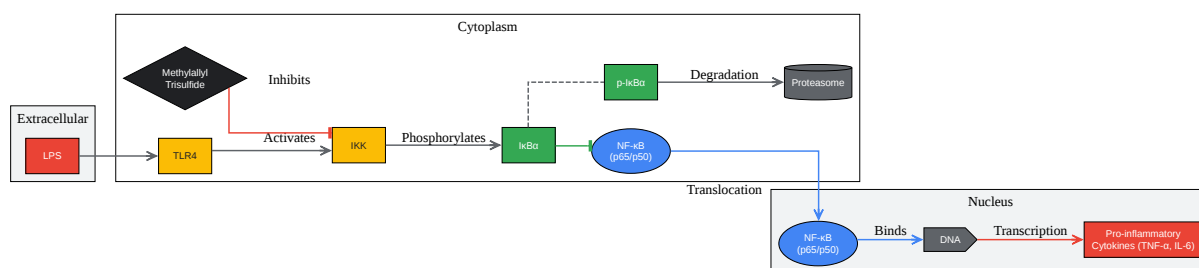 Cytoplasm
Methylallyl
Trisulfide
Inhibits
p-IκBα
Degradation
Proteasome
Extracellular
LPS
TLR4
Activates
IKK
Phosphorylates
IκBα
NF-κB
(p65/p50)
Translocation
Nucleus
NF-κB
(p65/p50)
Binds
DNA
Transcription
Pro-inflammatory
Cytokines (TNF-α, IL-6)